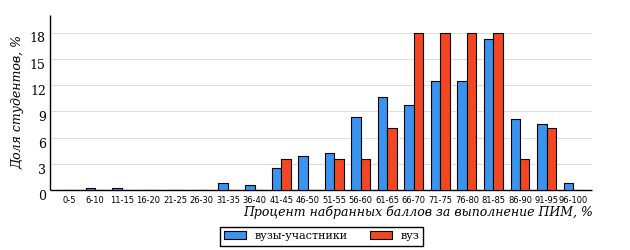 Доля студентов, %
18
15
12
9
6
3
0
0-5 6-10 11-15 16-20 21-25 26-30 31-35 36-40 41-45 46-50 51-55 56-60 61-65 66-70 71-75 76-80 81-85 86-90 91-95 96-100
Процент набранных баллов за выполнение ПИМ, %
вузы-участники вуз